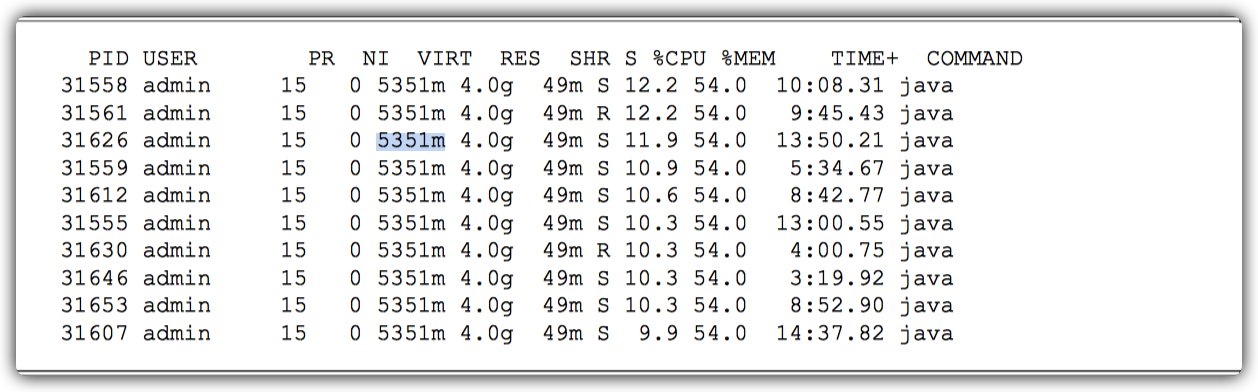 PID USER PR NI VIRT RES SHR S %CPU %MEM TIME+ COMMAND
31558 admin 15 0 5351m 4.0g 49m S 12.2 54.0 10:08.31 java
31561 admin 15 0 5351m 4.0g 49m R 12.2 54.0 9:45.43 java
31626 admin 15 0 5351m 4.0g 49m S 11.9 54.0 13:50.21 java
31559 admin 15 0 5351m 4.0g 49m S 10.9 54.0 5:34.67 java
31612 admin 15 0 5351m 4.0g 49m S 10.6 54.0 8:42.77 java
31555 admin 15 0 5351m 4.0g 49m S 10.3 54.0 13:00.55 java
31630 admin 15 0 5351m 4.0g 49m R 10.3 54.0 4:00.75 java
31646 admin 15 0 5351m 4.0g 49m S 10.3 54.0 3:19.92 java
31653 admin 15 0 5351m 4.0g 49m S 10.3 54.0 8:52.90 java
31607 admin 15 0 5351m 4.0g 49m S 9.9 54.0 14:37.82 java